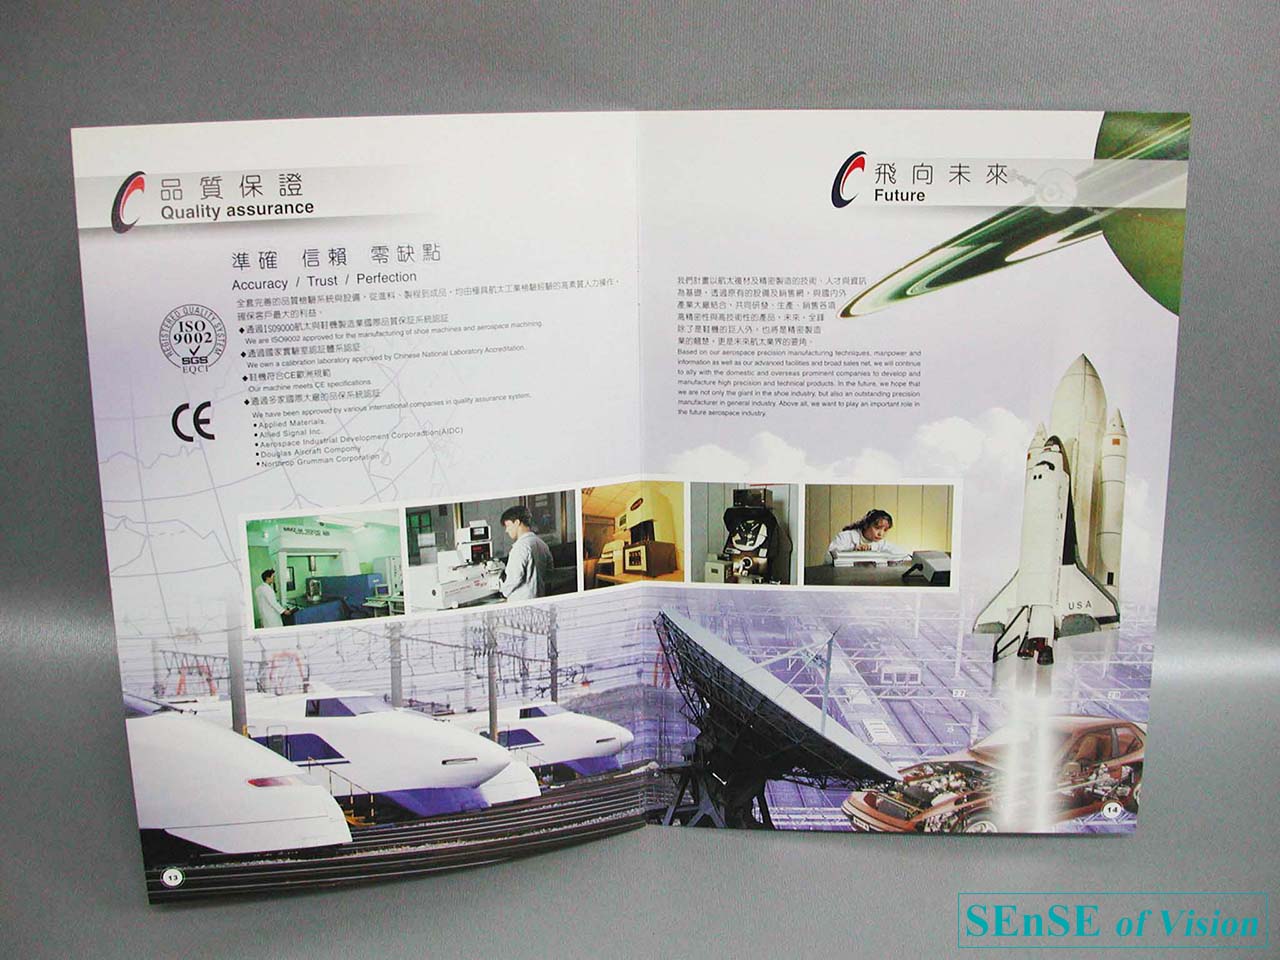 品質保證
Quality assurance
準確 信賴 零缺點
Accuracy / Trust / Perfection
全套完善的品質檢驗系統與設備，從進料、製程到成品，均由種具航太工業檢驗經驗的高素質人力操作，
確保客戶最大的利益。
◆通過ISO9000航太與鞋機製造業國際品質保証系統認証
We are ISO9002 approved for the manufacturing of shoe machines and aerospace machining.
◆通過國家實驗室認証體系認証
We own a calibration laboratory approved by Chinese National Laboratory Accreditation.
◆鞋機符合CE歐洲規範
Our machine meets CE specifications.
◆通過多家國際大廠的品保系統認証
We have been approved by various international companies in quality assurance system.
• Applied Materials.
• Allied Signal Inc.
• Aerospace Industrial Development Corporadtion(AIDC)
• Douglas Aircraft Compomy
• Northrop Grumman Corporation
REGISTERED QUALITY SYSTEM
ISO
9002
SGS
EQCI
CE
13
飛向未來
Future
我們計畫以航太複材及精密製造的技術、人才與資訊
為基礎，透過原有的設備及銷售網，與國內外
產業大廠結合，共同研發、生產、銷售各項
高精密性與高技術性的產品，未來，全鋒
除了是鞋機的巨人外，也將是精密製造
業的翹楚，更是未來航太業界的要角。
Based on our aerospace precision manufacturing techniques, manpower and
information as well as our advanced facilities and broad sales net, we will continue
to ally with the domestic and overseas prominent companies to develop and
manufacture high precision and technical products. In the future, we hope that
we are not only the giant in the shoe industry, but also an outstanding precision
manufacturer in general industry. Above all, we want to play an important role in
the future aerospace industry.
USA
27
28
14
SEnSE of Vision